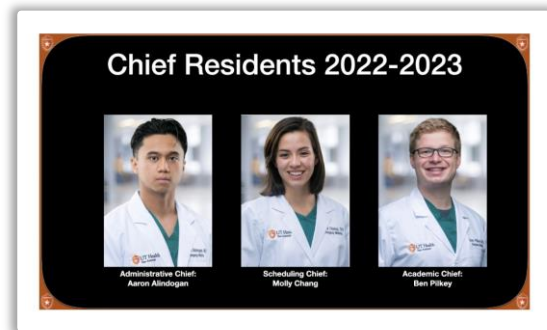 Chief Residents 2022-2023
Administrative Chief:
Aaron Alindogan
Scheduling Chief:
Molly Chang
Academic Chief:
Ben Pilkey